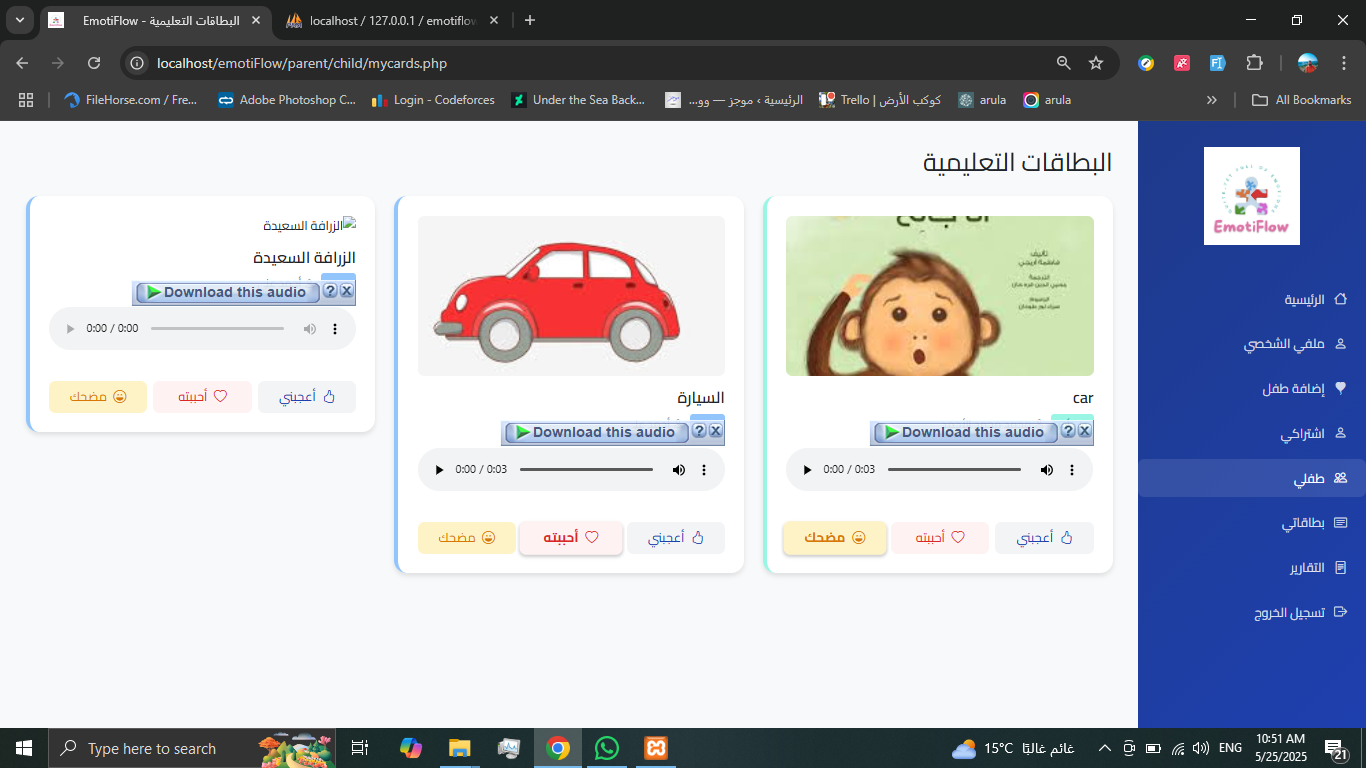 EmotiFlow - البطاقات التعليمية
localhost / 127.0.0.1 / emotiflow
localhost/emotiFlow/parent/child/mycards.php
FileHorse.com / Fre...
Adobe Photoshop C...
Login - Codeforces
Under the Sea Back...
الرئيسية › موجز — وو...
Trello | كوكب الأرض
arula
arula
»
All Bookmarks
EmotiFlow
الرئيسية
ملفي الشخصي
إضافة طفل
اشتراكي
طفلي
بطاقاتي
التقارير
تسجيل الخروج
البطاقات التعليمية
تأليف
الترجمة
الرسوم
car
Download this audio ? X
0:00 / 0:03
أعجبني
أحببته
مضحك
السيارة
Download this audio ? X
0:00 / 0:03
أعجبني
أحببته
مضحك
الزرافة السعيدة
الزرافة السعيدة
Download this audio ? X
0:00 / 0:00
أعجبني
أحببته
مضحك
Type here to search
15°C غائم غالبًا
ENG
10:51 AM
5/25/2025
21